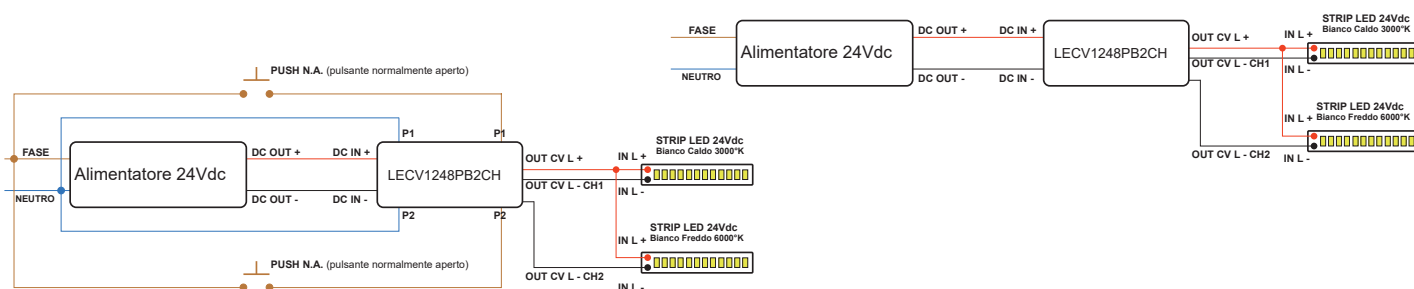 PUSH N.A. (pulsante normalmente aperto)
P1
P1
FASE
DC OUT +
DC IN +
Alimentatore 24Vdc
LECV1248PB2CH
NEUTRO
DC OUT -
DC IN -
P2
P2
OUT CV L +
IN L +
STRIP LED 24Vdc
Bianco Caldo 3000°K
OUT CV L - CH1
IN L -
STRIP LED 24Vdc
IN L +
Bianco Freddo 6000°K
OUT CV L - CH2
IN L -
PUSH N.A. (pulsante normalmente aperto)
FASE
DC OUT +
DC IN +
Alimentatore 24Vdc
LECV1248PB2CH
NEUTRO
DC OUT -
DC IN -
OUT CV L +
IN L +
STRIP LED 24Vdc
Bianco Caldo 3000°K
OUT CV L - CH1
IN L -
STRIP LED 24Vdc
IN L +
Bianco Freddo 6000°K
OUT CV L - CH2
IN L -